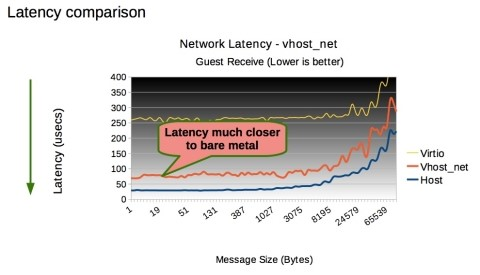 Latency comparison
Network Latency - vhost_net
Guest Receive (Lower is better)
Latency (usecs)
400
350
300
250
200
150
100
50
0
Latency much closer
to bare metal
1
19
51
131
387
1027
3075
8195
24579
65539
Message Size (Bytes)
Virtio
Vhost_net
Host